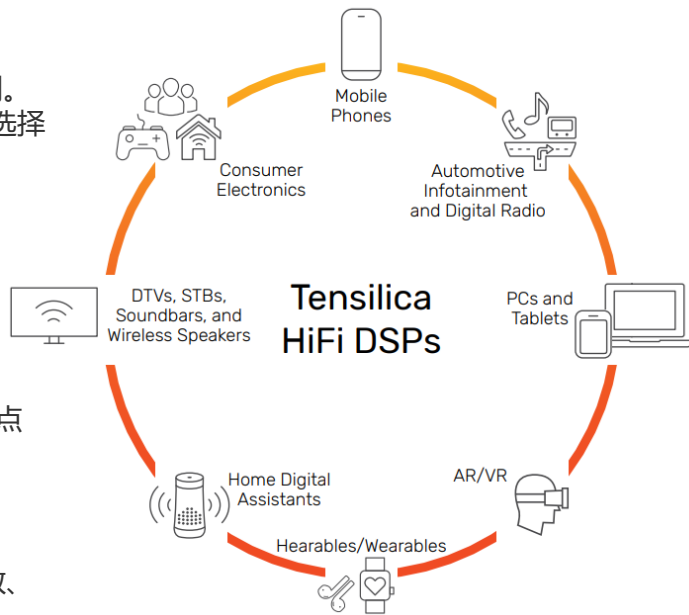 选择
点
Mobile
Phones
Consumer
Electronics
Automotive
Infotainment
and Digital Radio
DTVs, STBs,
Soundbars, and
Wireless Speakers
Tensilica
HiFi DSPs
PCs and
Tablets
Home Digital
Assistants
AR/VR
Hearables/Wearables